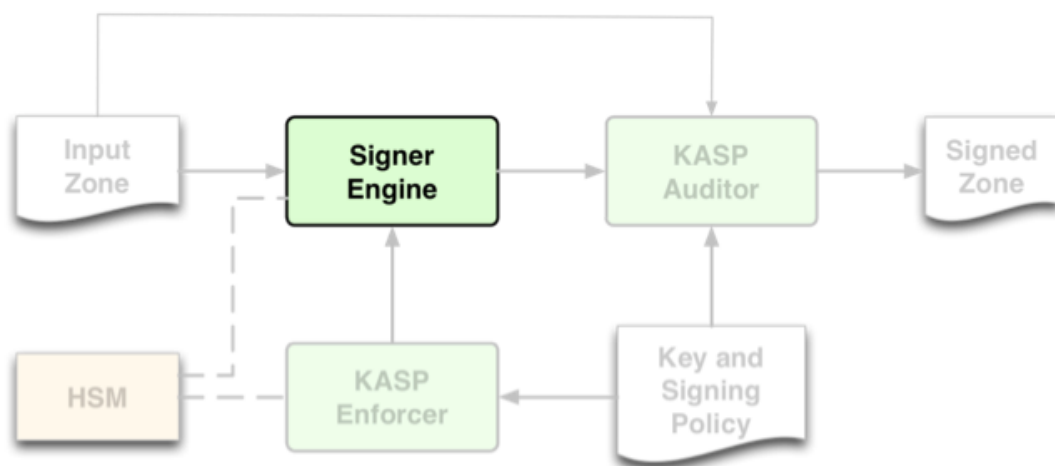 Input
Zone
Signer
Engine
KASP
Auditor
Signed
Zone
HSM
KASP
Enforcer
Key and
Signing
Policy